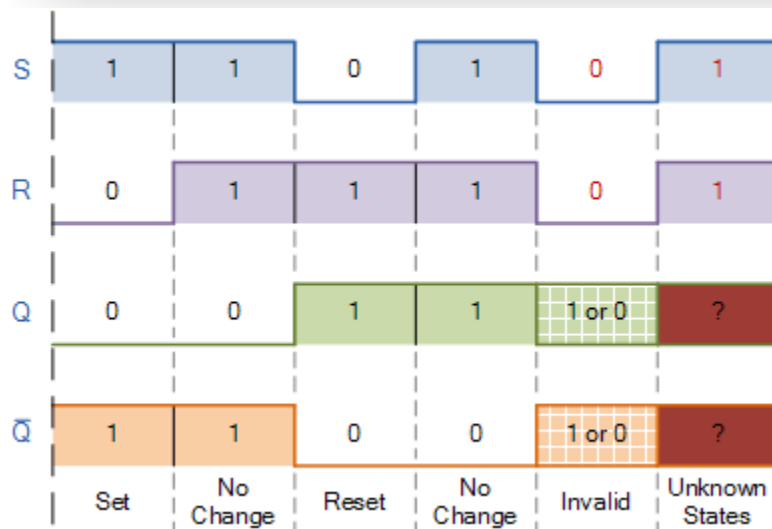 S 1 1 0 1 0 1
R 0 1 1 1 0 1
Q 0 0 1 1 1 or 0 ?
Q̅ 1 1 0 0 1 or 0 ?
Set No Change Reset No Change Invalid Unknown States